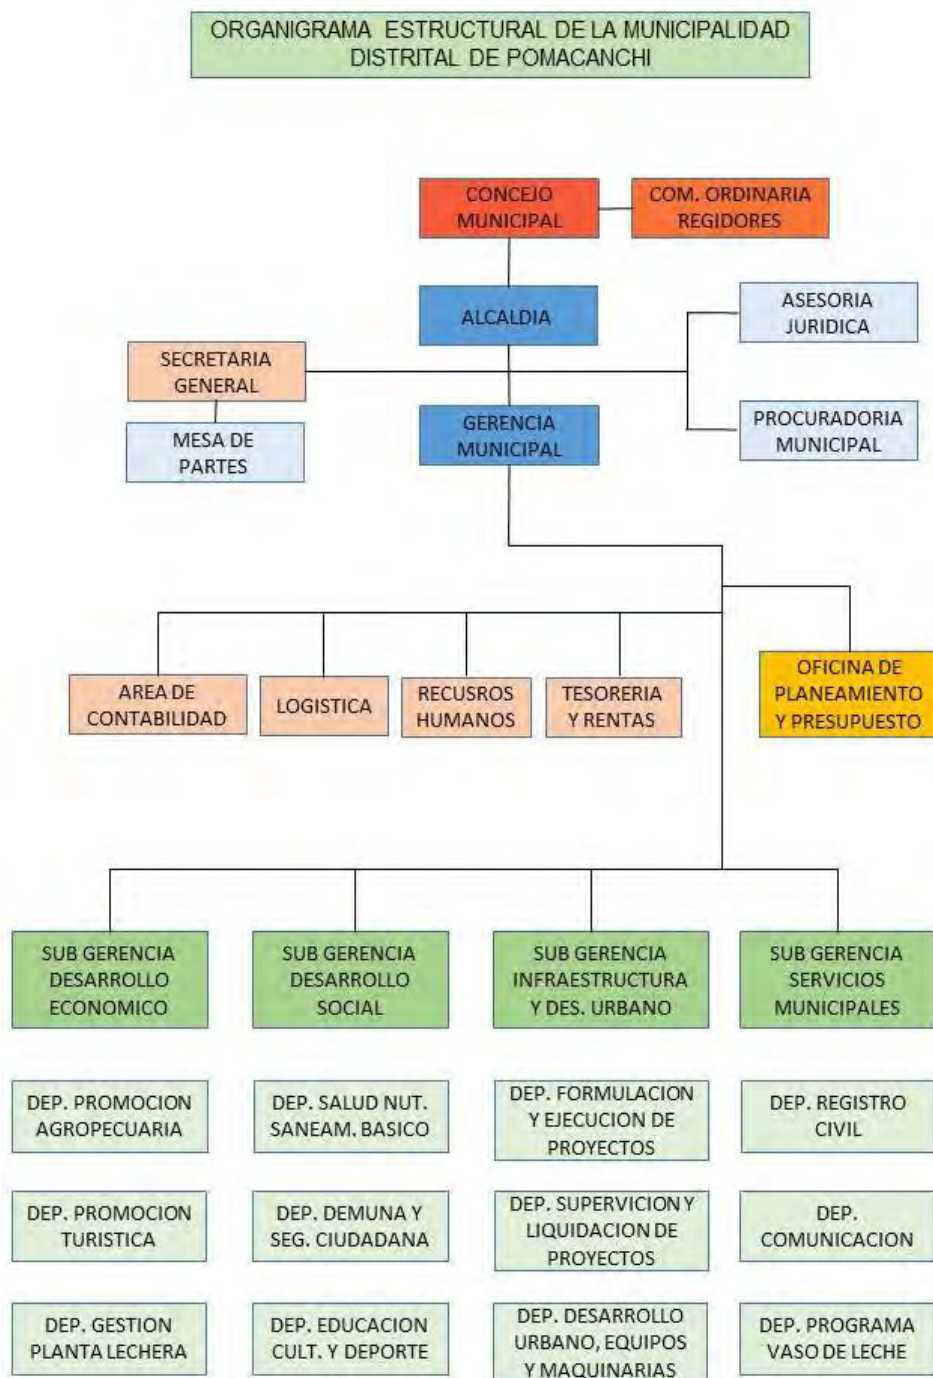 ORGANIGRAMA ESTRUCTURAL DE LA MUNICIPALIDAD
DISTRITAL DE POMACANCHI
CONCEJO
MUNICIPAL
COM. ORDINARIA
REGIDORES
ALCALDIA
ASESORIA
JURIDICA
SECRETARIA
GENERAL
MESA DE
PARTES
GERENCIA
MUNICIPAL
PROCURADORIA
MUNICIPAL
AREA DE
CONTABILIDAD
LOGISTICA
RECUSROS
HUMANOS
TESORERIA
Y RENTAS
OFICINA DE
PLANEAMIENTO
Y PRESUPUESTO
SUB GERENCIA
DESARROLLO
ECONOMICO
SUB GERENCIA
DESARROLLO
SOCIAL
SUB GERENCIA
INFRAESTRUCTURA
Y DES. URBANO
SUB GERENCIA
SERVICIOS
MUNICIPALES
DEP. PROMOCION
AGROPECUARIA
DEP. SALUD NUT.
SANEAM. BASICO
DEP. FORMULACION
Y EJECUCION DE
PROYECTOS
DEP. REGISTRO
CIVIL
DEP. PROMOCION
TURISTICA
DEP. DEMUNA Y
SEG. CIUDADANA
DEP. SUPERVICION Y
LIQUIDACION DE
PROYECTOS
DEP.
COMUNICACION
DEP. GESTION
PLANTA LECHERA
DEP. EDUCACION
CULT. Y DEPORTE
DEP. DESARROLLO
URBANO, EQUIPOS
Y MAQUINARIAS
DEP. PROGRAMA
VASO DE LECHE